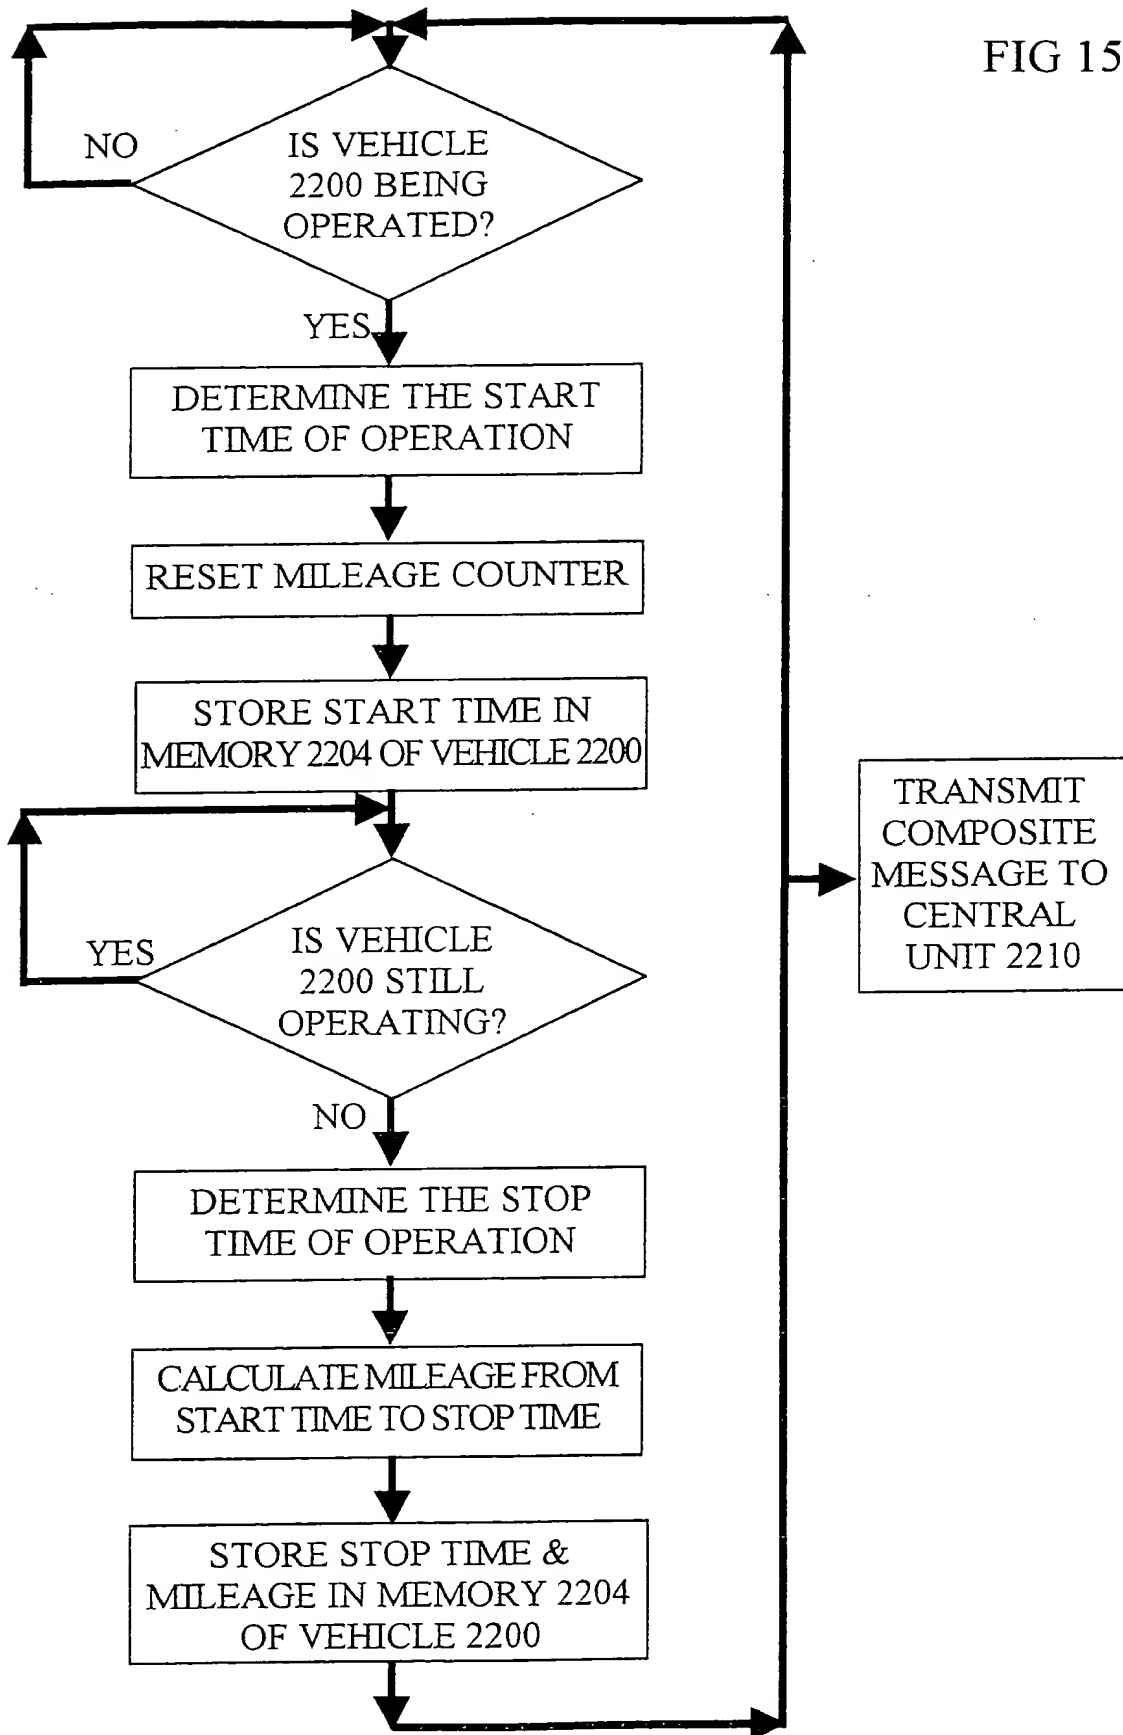 FIG 15
IS VEHICLE
2200 BEING
OPERATED?
NO
YES
DETERMINE THE START
TIME OF OPERATION
RESET MILEAGE COUNTER
STORE START TIME IN
MEMORY 2204 OF VEHICLE 2200
IS VEHICLE
2200 STILL
OPERATING?
YES
NO
DETERMINE THE STOP
TIME OF OPERATION
CALCULATE MILEAGE FROM
START TIME TO STOP TIME
STORE STOP TIME &
MILEAGE IN MEMORY 2204
OF VEHICLE 2200
TRANSMIT
COMPOSITE
MESSAGE TO
CENTRAL
UNIT 2210